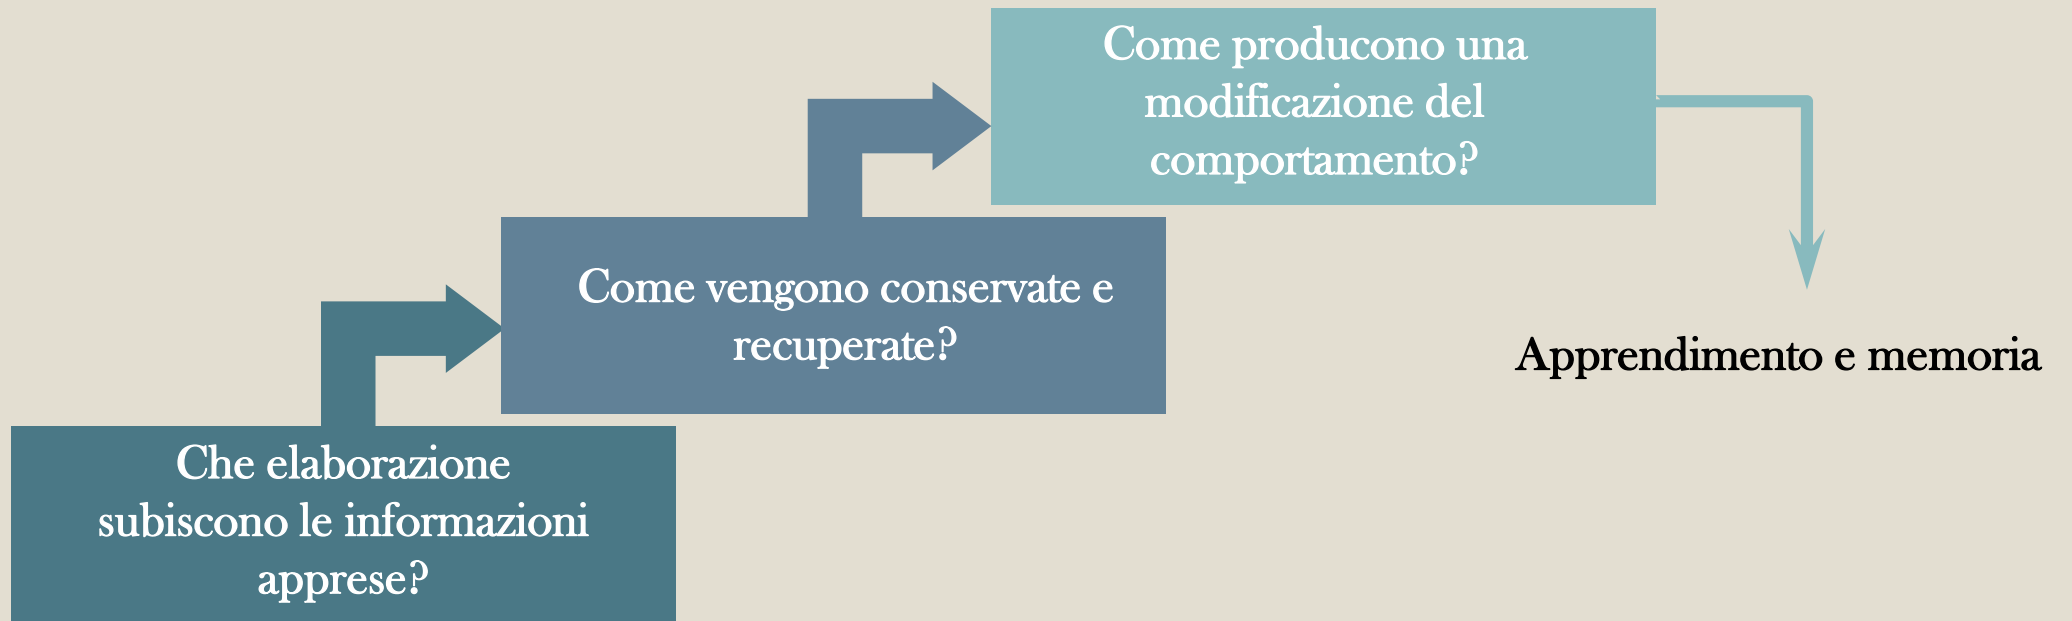 Come producono una
modificazione del
comportamento?
Come vengono conservate e
recuperate?
Apprendimento e memoria
Che elaborazione
subiscono le informazioni
apprese?